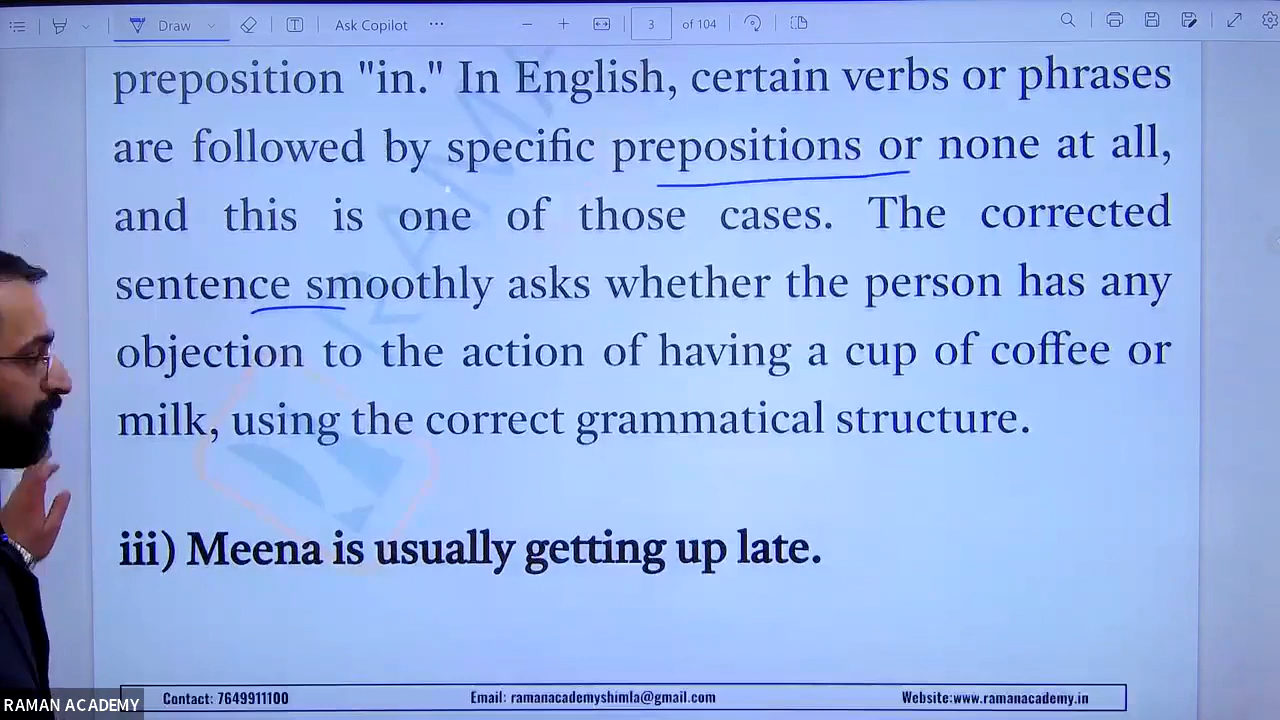 Draw
Ask Copilot
3 of 104
preposition "in." In English, certain verbs or phrases
are followed by specific prepositions or none at all,
and this is one of those cases. The corrected
sentence smoothly asks whether the person has any
objection to the action of having a cup of coffee or
milk, using the correct grammatical structure.
iii) Meena is usually getting up late.
Contact: 7649911100 Email: ramanacademyshimla@gmail.com Website:www.ramanacademy.in
RAMAN ACADEMY